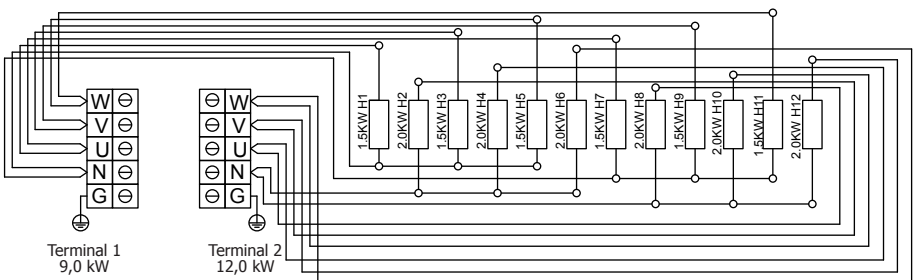 1.5KW H1
2.0KW H2
1.5KW H3
2.0KW H4
1.5KW H5
2.0KW H6
1.5KW H7
2.0KW H8
1.5KW H9
2.0KW H10
1.5KW H11
2.0KW H12
W
V
U
N
G
W
V
U
N
G
Terminal 1
9,0 kW
Terminal 2
12,0 kW